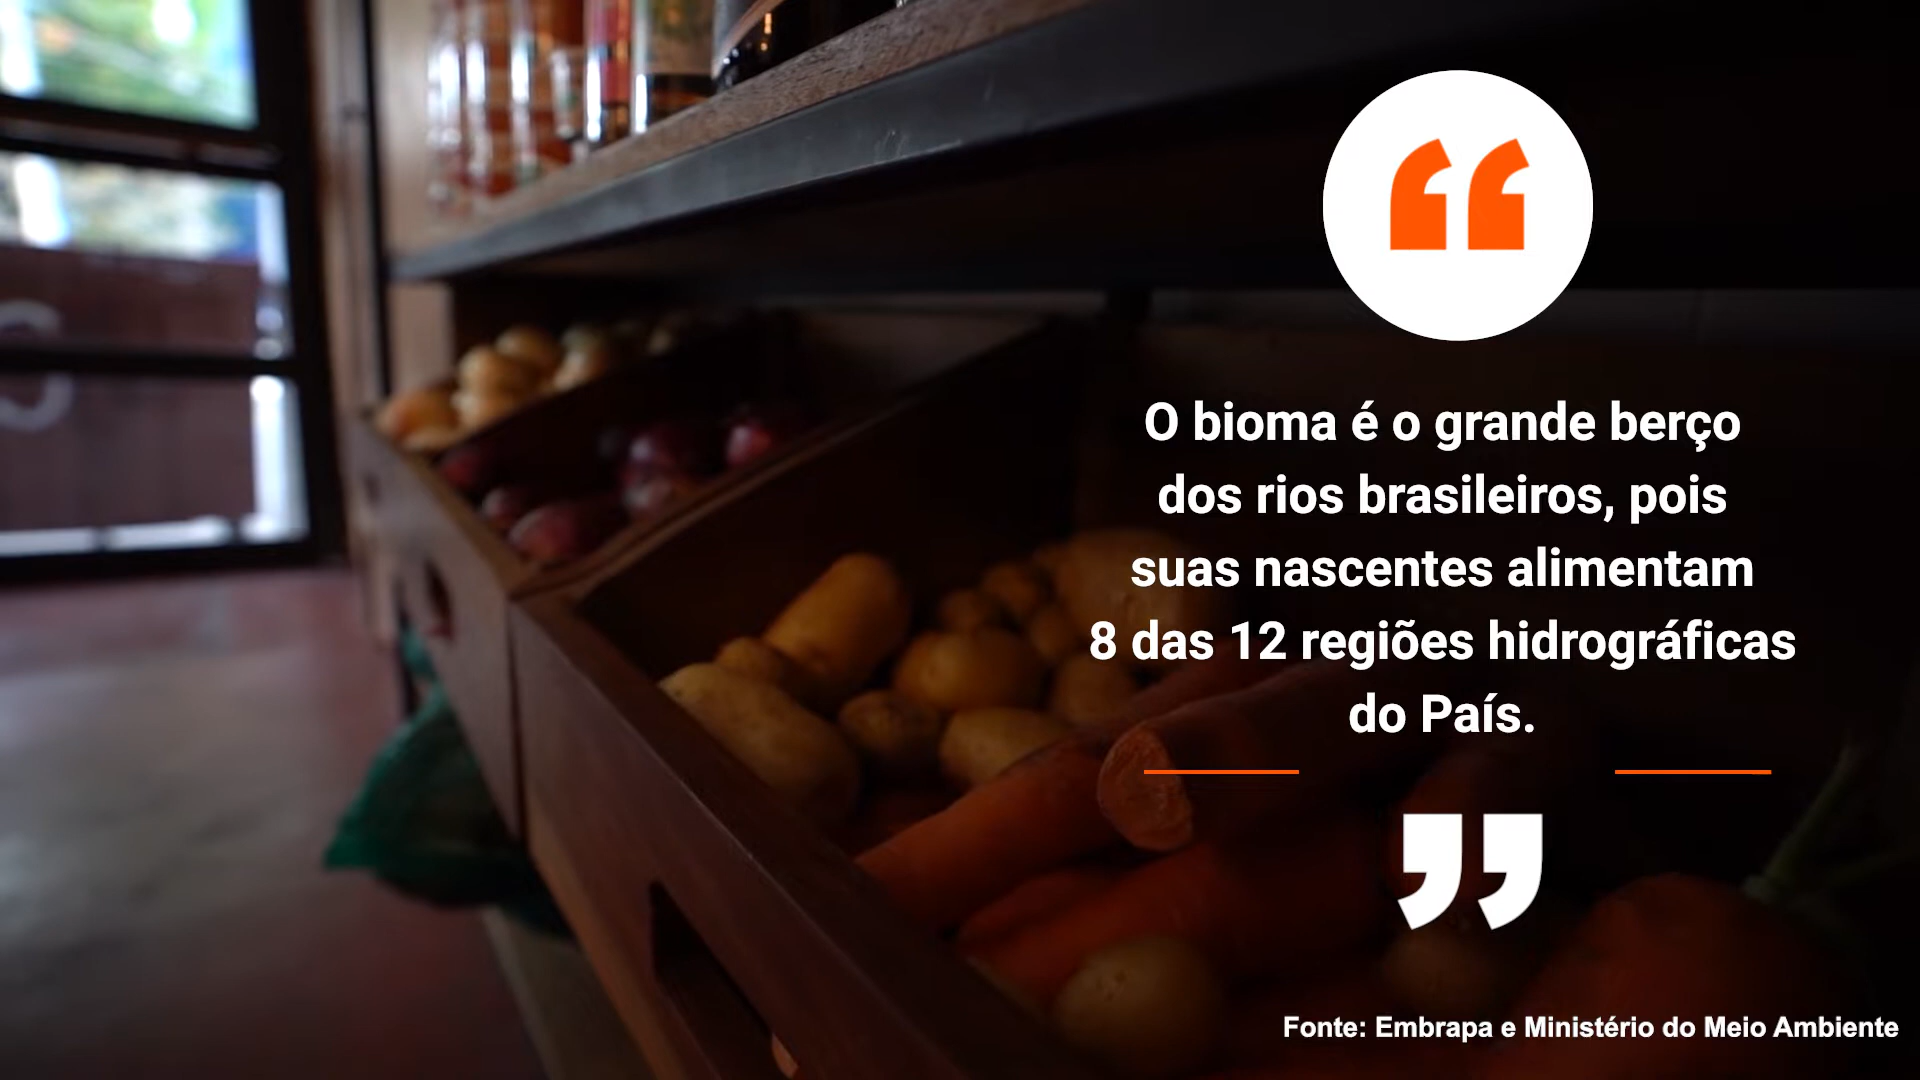 “
O bioma é o grande berço
dos rios brasileiros, pois
suas nascentes alimentam
8 das 12 regiões hidrográficas
do País.
”
Fonte: Embrapa e Ministério do Meio Ambiente